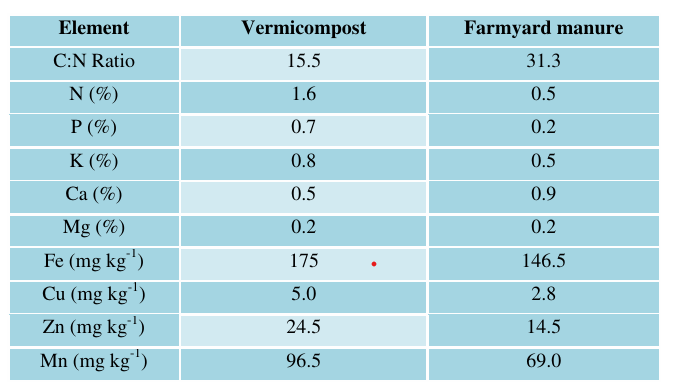 Element Vermicompost Farmyard manure
C:N Ratio 15.5 31.3
N (%) 1.6 0.5
P (%) 0.7 0.2
K (%) 0.8 0.5
Ca (%) 0.5 0.9
Mg (%) 0.2 0.2
Fe (mg kg⁻¹) 175 146.5
Cu (mg kg⁻¹) 5.0 2.8
Zn (mg kg⁻¹) 24.5 14.5
Mn (mg kg⁻¹) 96.5 69.0